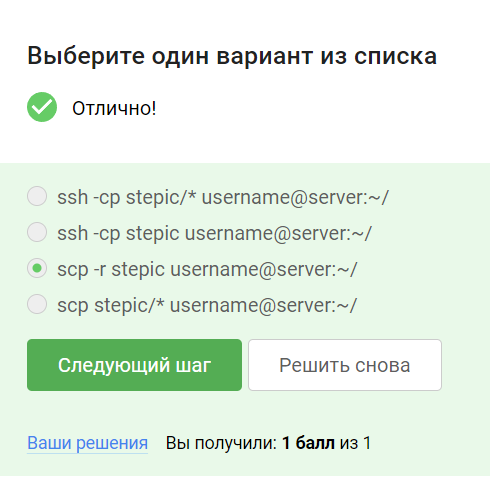 Выберите один вариант из списка
Отлично!
ssh -cp stepic/* username@server:~/
ssh -cp stepic username@server:~/
scp -r stepic username@server:~/
scp stepic/* username@server:~/
Следующий шаг Решить снова
Ваши решения Вы получили: 1 балл из 1